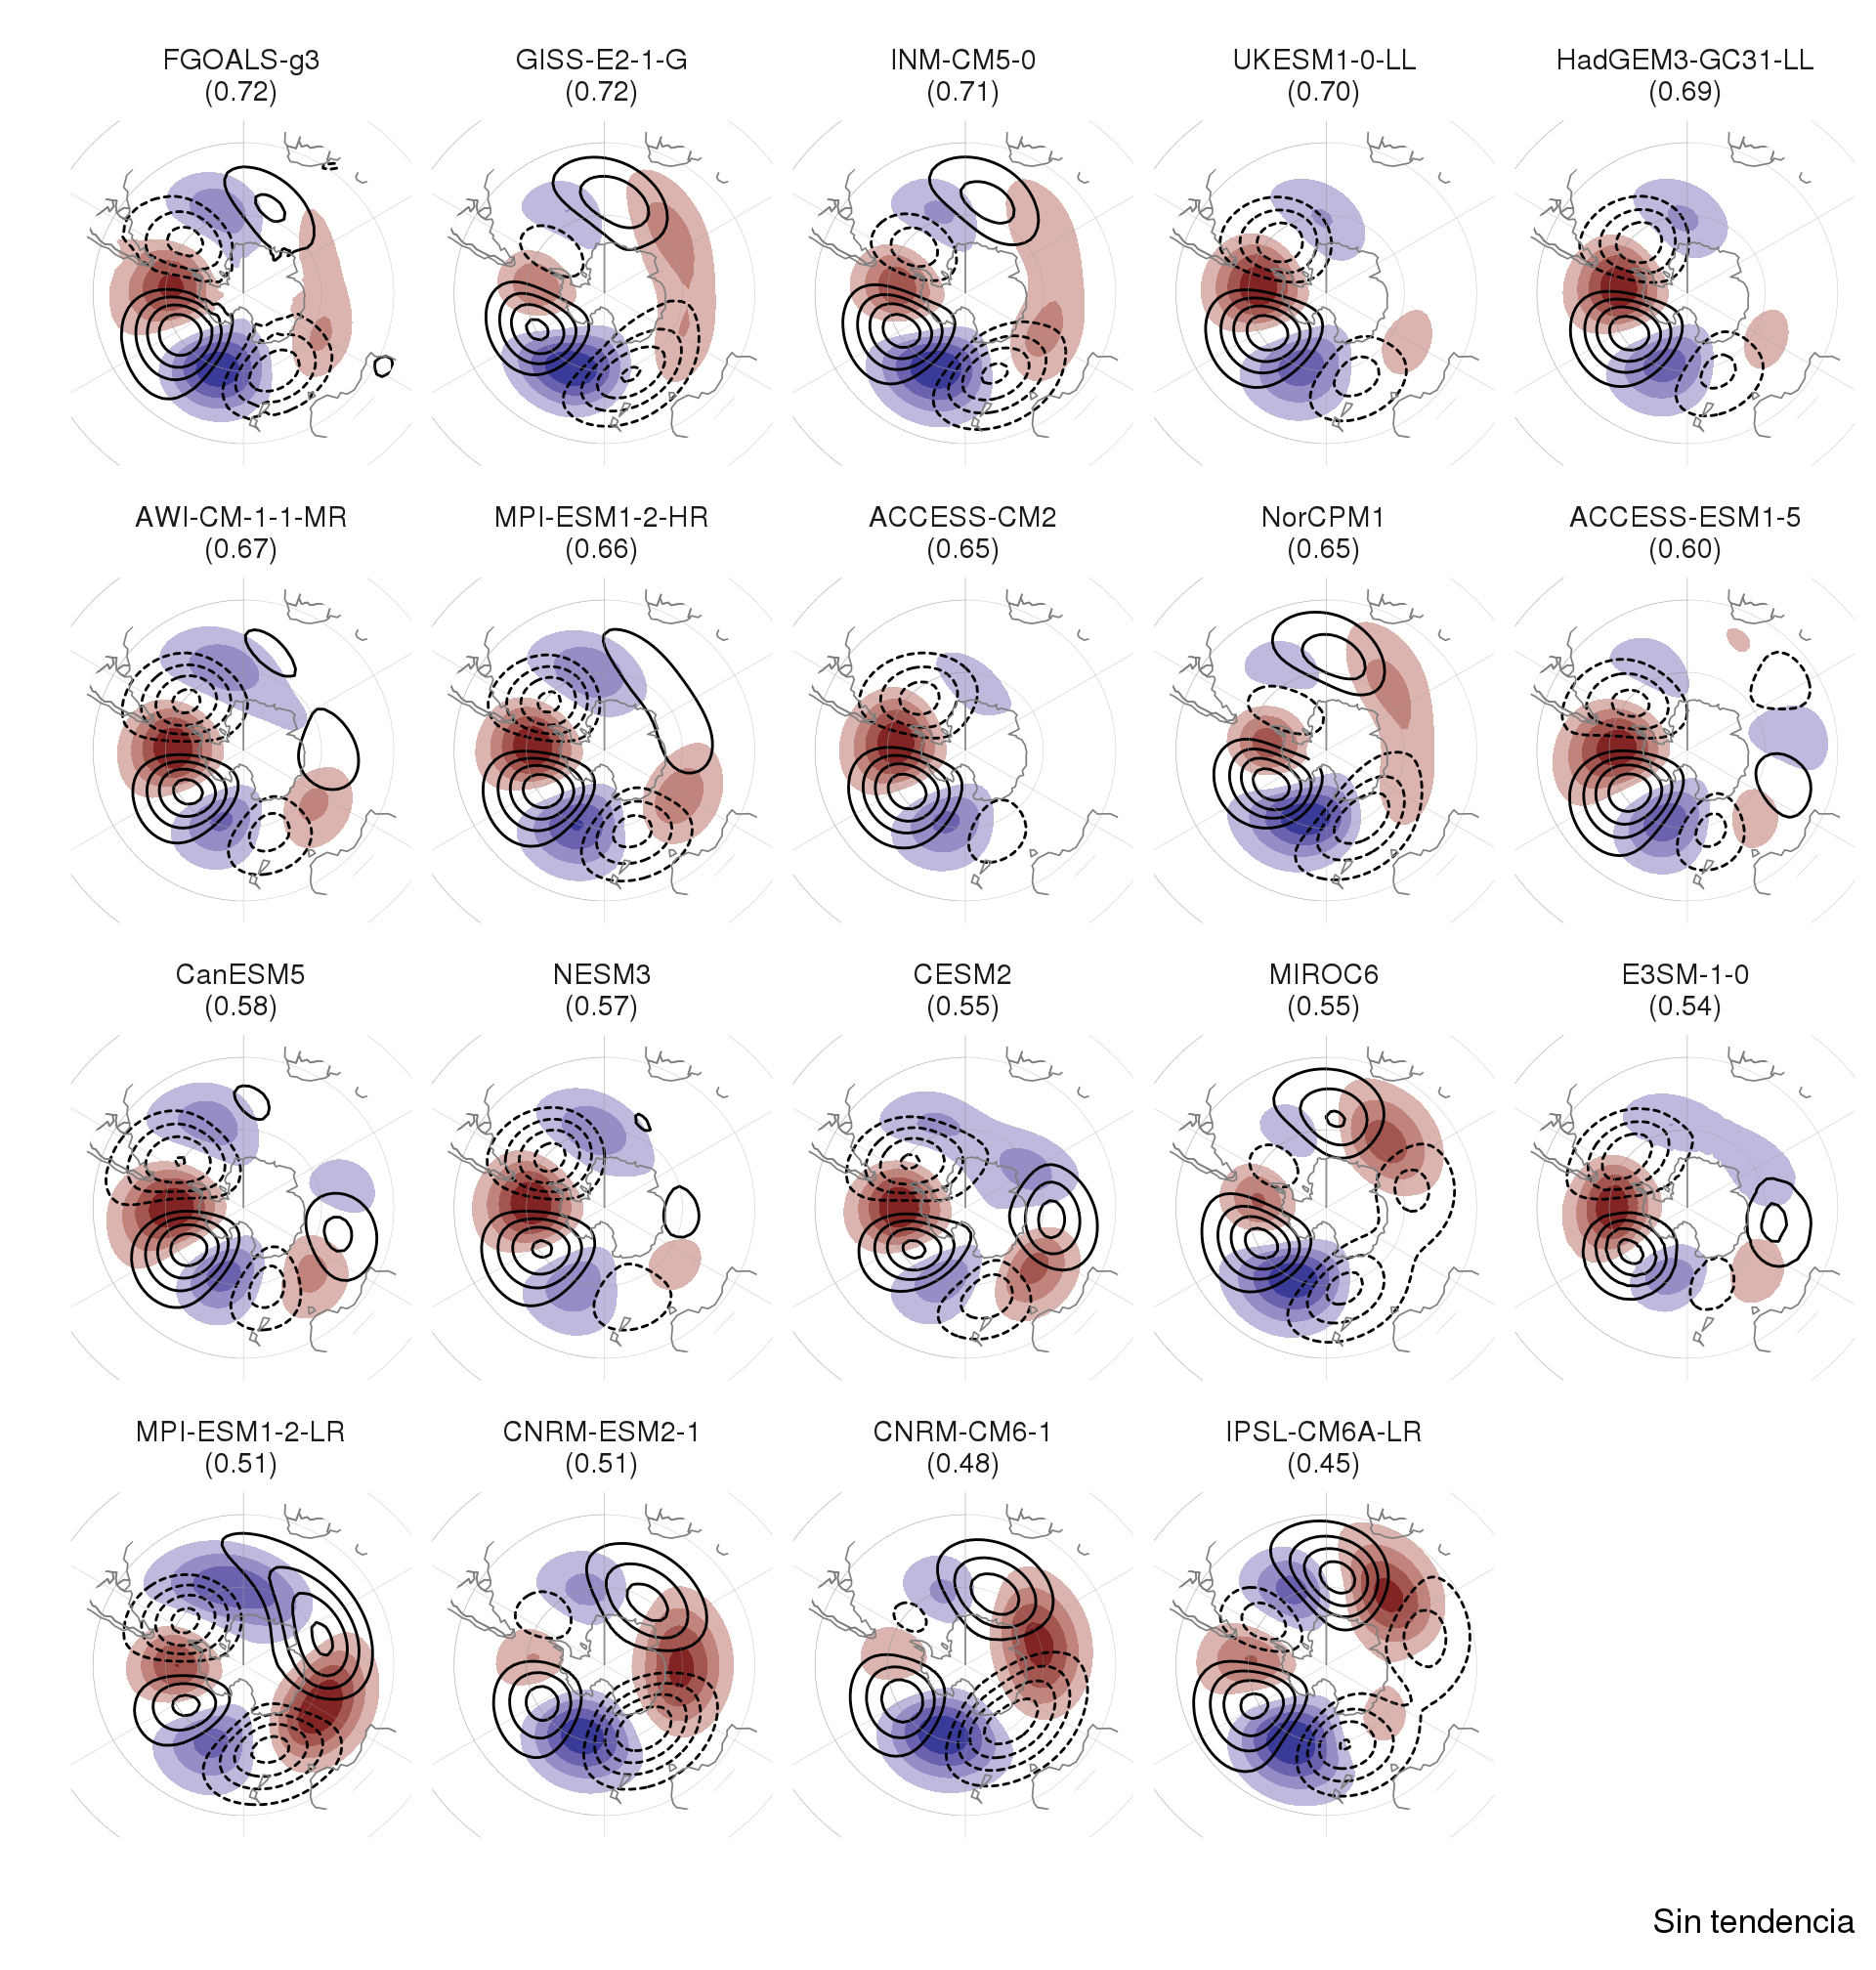 FGOALS-g3
(0.72)
GISS-E2-1-G
(0.72)
INM-CM5-0
(0.71)
UKESM1-0-LL
(0.70)
HadGEM3-GC31-LL
(0.69)
AWI-CM-1-1-MR
(0.67)
MPI-ESM1-2-HR
(0.66)
ACCESS-CM2
(0.65)
NorCPM1
(0.65)
ACCESS-ESM1-5
(0.60)
CanESM5
(0.58)
NESM3
(0.57)
CESM2
(0.55)
MIROC6
(0.55)
E3SM-1-0
(0.54)
MPI-ESM1-2-LR
(0.51)
CNRM-ESM2-1
(0.51)
CNRM-CM6-1
(0.48)
IPSL-CM6A-LR
(0.45)
Sin tendencia